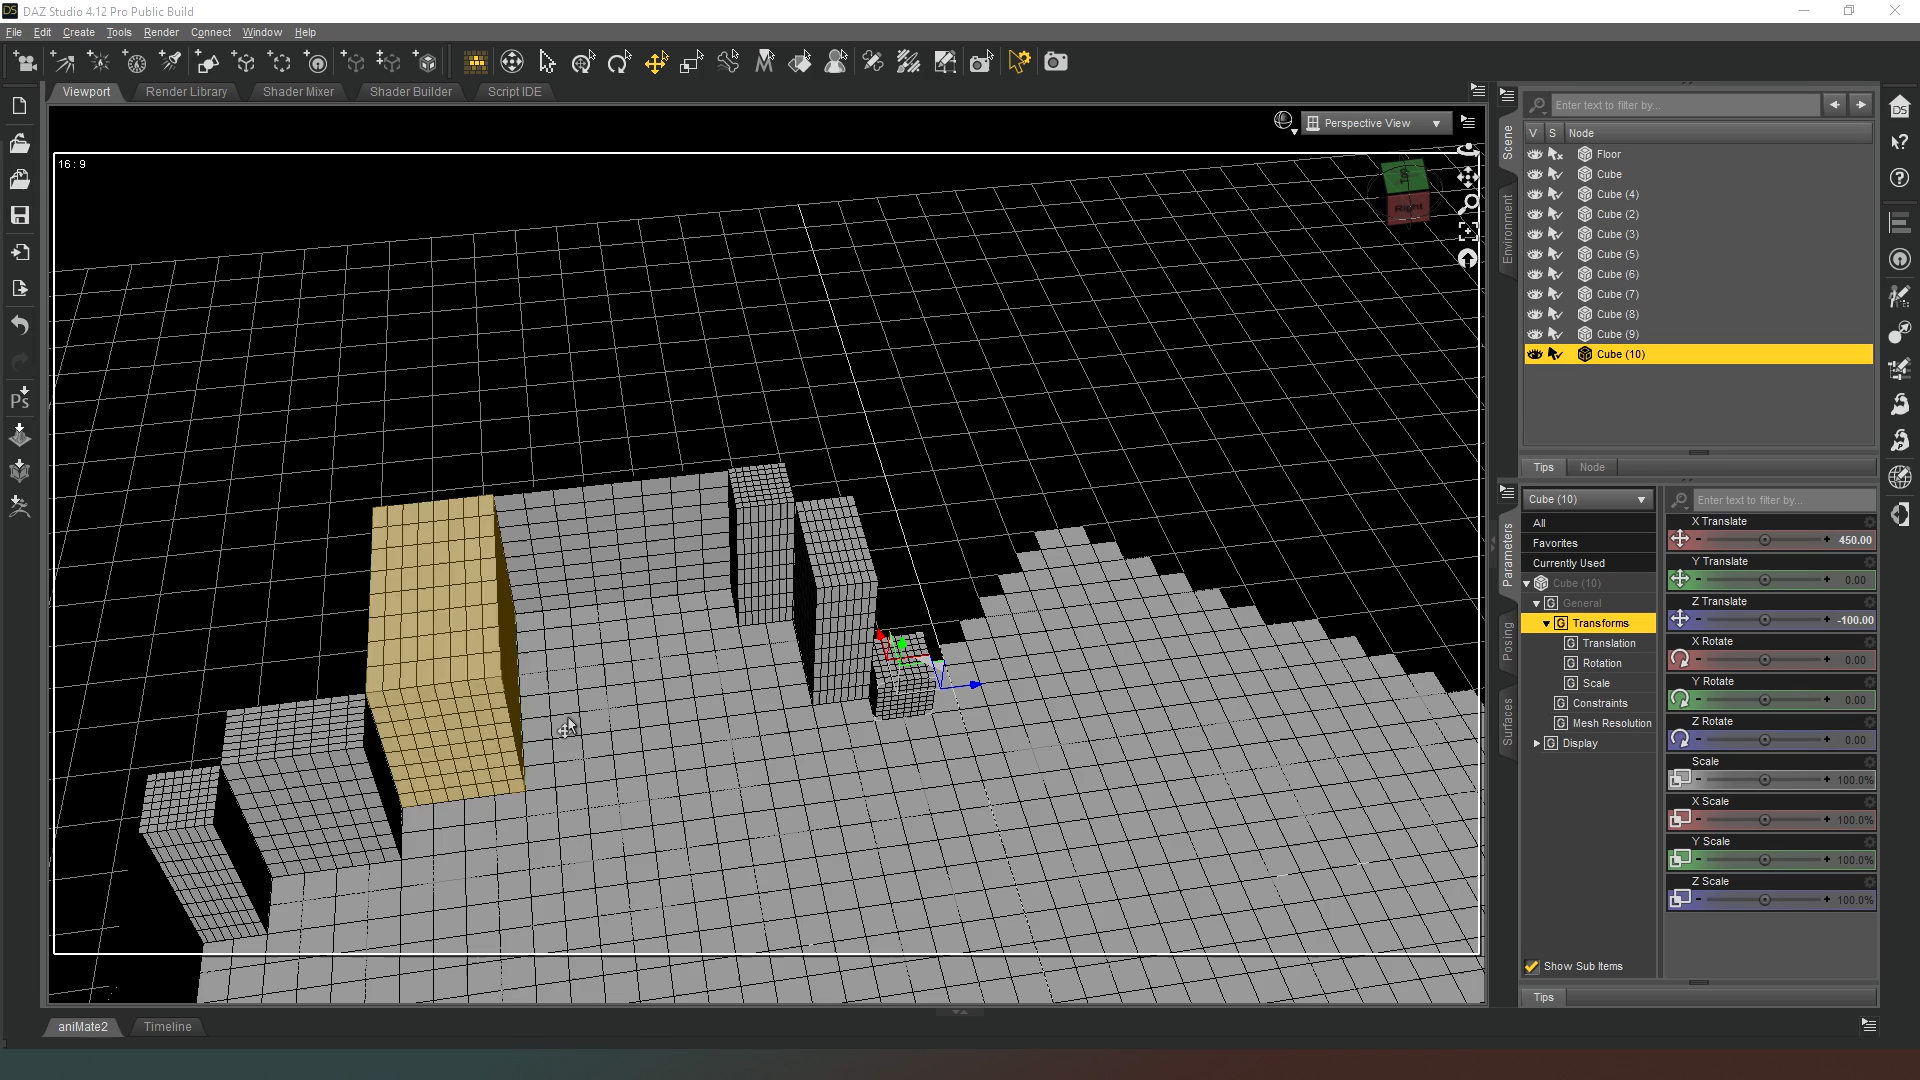 DS DAZ Studio 4.12 Pro Public Build
File Edit Create Tools Render Connect Window Help
Viewport Render Library Shader Mixer Shader Builder Script IDE
Perspective View
16 : 9
Top
Right
Scene
Environment
Enter text to filter by...
V S Node
Floor
Cube
Cube (4)
Cube (2)
Cube (3)
Cube (5)
Cube (6)
Cube (7)
Cube (8)
Cube (9)
Cube (10)
Tips Node
DS
Ps
Parameters
Posing
Surfaces
Cube (10)
All
Favorites
Currently Used
Cube (10)
G General
G Transforms
G Translation
G Rotation
G Scale
G Constraints
G Mesh Resolution
G Display
Show Sub Items
Enter text to filter by...
X Translate
450.00
Y Translate
0.00
Z Translate
-100.00
X Rotate
0.00
Y Rotate
0.00
Z Rotate
0.00
Scale
100.0%
X Scale
100.0%
Y Scale
100.0%
Z Scale
100.0%
Tips
aniMate2 Timeline